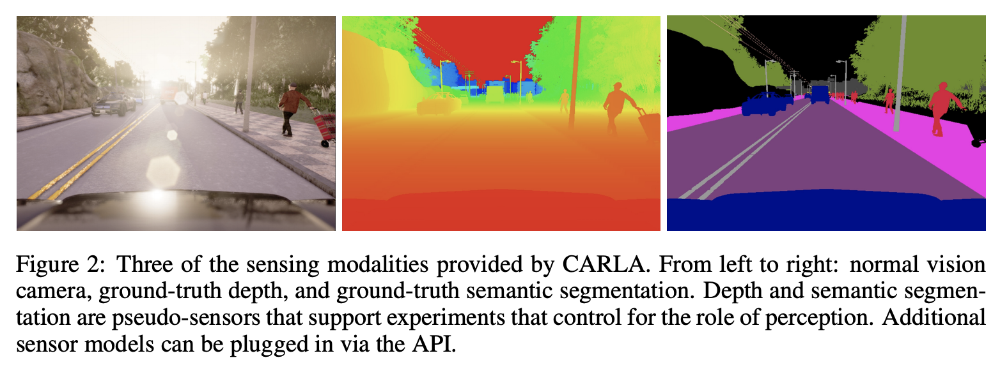 Figure 2: Three of the sensing modalities provided by CARLA. From left to right: normal vision
camera, ground-truth depth, and ground-truth semantic segmentation. Depth and semantic segmen-
tation are pseudo-sensors that support experiments that control for the role of perception. Additional
sensor models can be plugged in via the API.